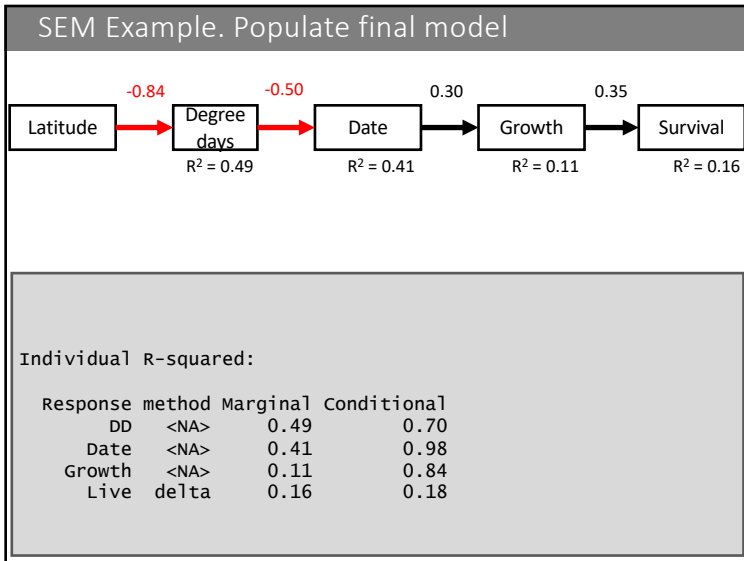 SEM Example. Populate final model
-0.84 -0.50 0.30 0.35
Latitude
Degree
days
Date
Growth
Survival
R² = 0.49 R² = 0.41 R² = 0.11 R² = 0.16
Individual R-squared:
Response method Marginal Conditional
DD <NA> 0.49 0.70
Date <NA> 0.41 0.98
Growth <NA> 0.11 0.84
Live delta 0.16 0.18